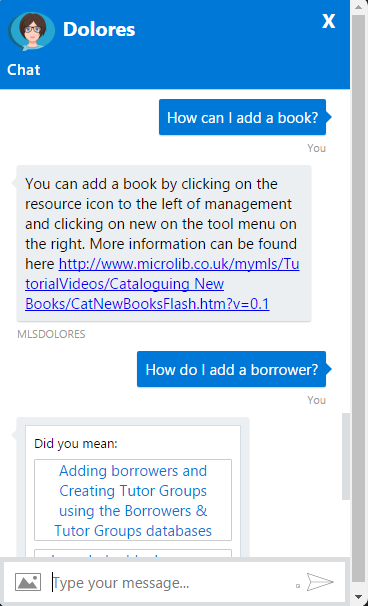 Dolores
X
Chat
How can I add a book?
You
You can add a book by clicking on the
resource icon to the left of management
and clicking on new on the tool menu on
the right. More information can be found
here http://www.microlib.co.uk/mymls/Tu
torialVideos/Cataloguing New
Books/CatNewBooksFlash.htm?v=0.1
MLSDOLORES
How do I add a borrower?
You
Did you mean:
Adding borrowers and
Creating Tutor Groups
using the Borrowers &
Tutor Groups databases
Type your message...